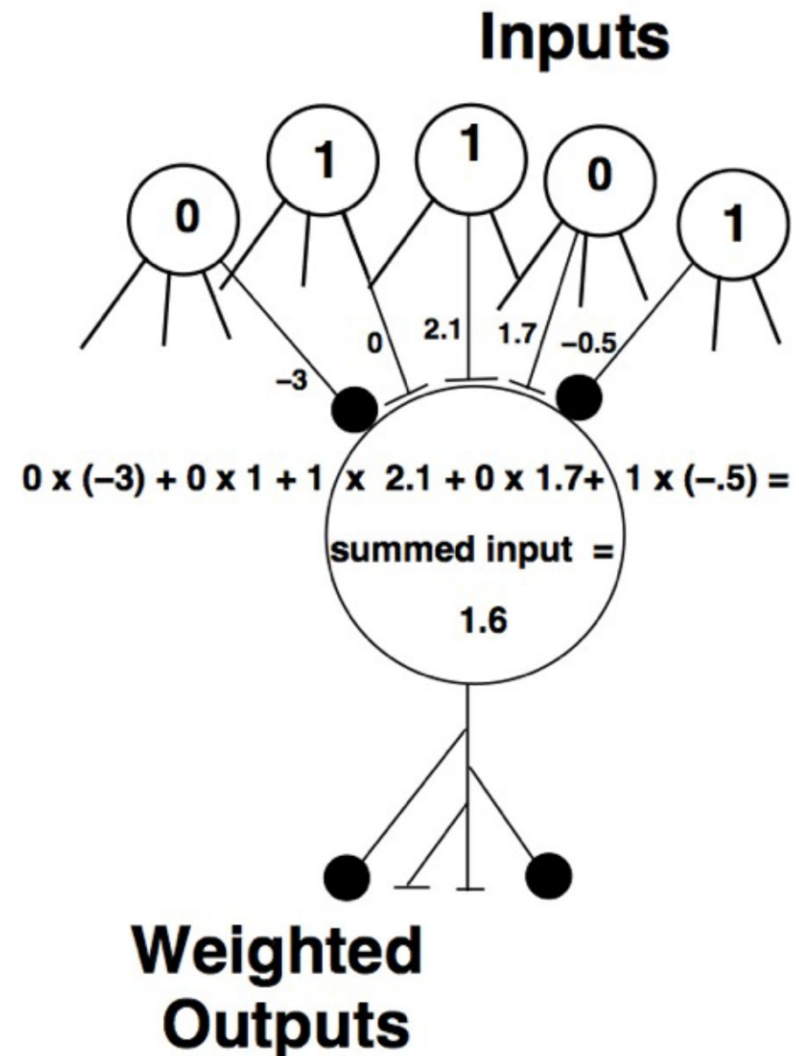 Inputs
0
1
1
0
1
-3
0
2.1
1.7
-0.5
0 x (-3) + 0 x 1 + 1 x 2.1 + 0 x 1.7+ 1 x (-.5) =
summed input =
1.6
Weighted
Outputs